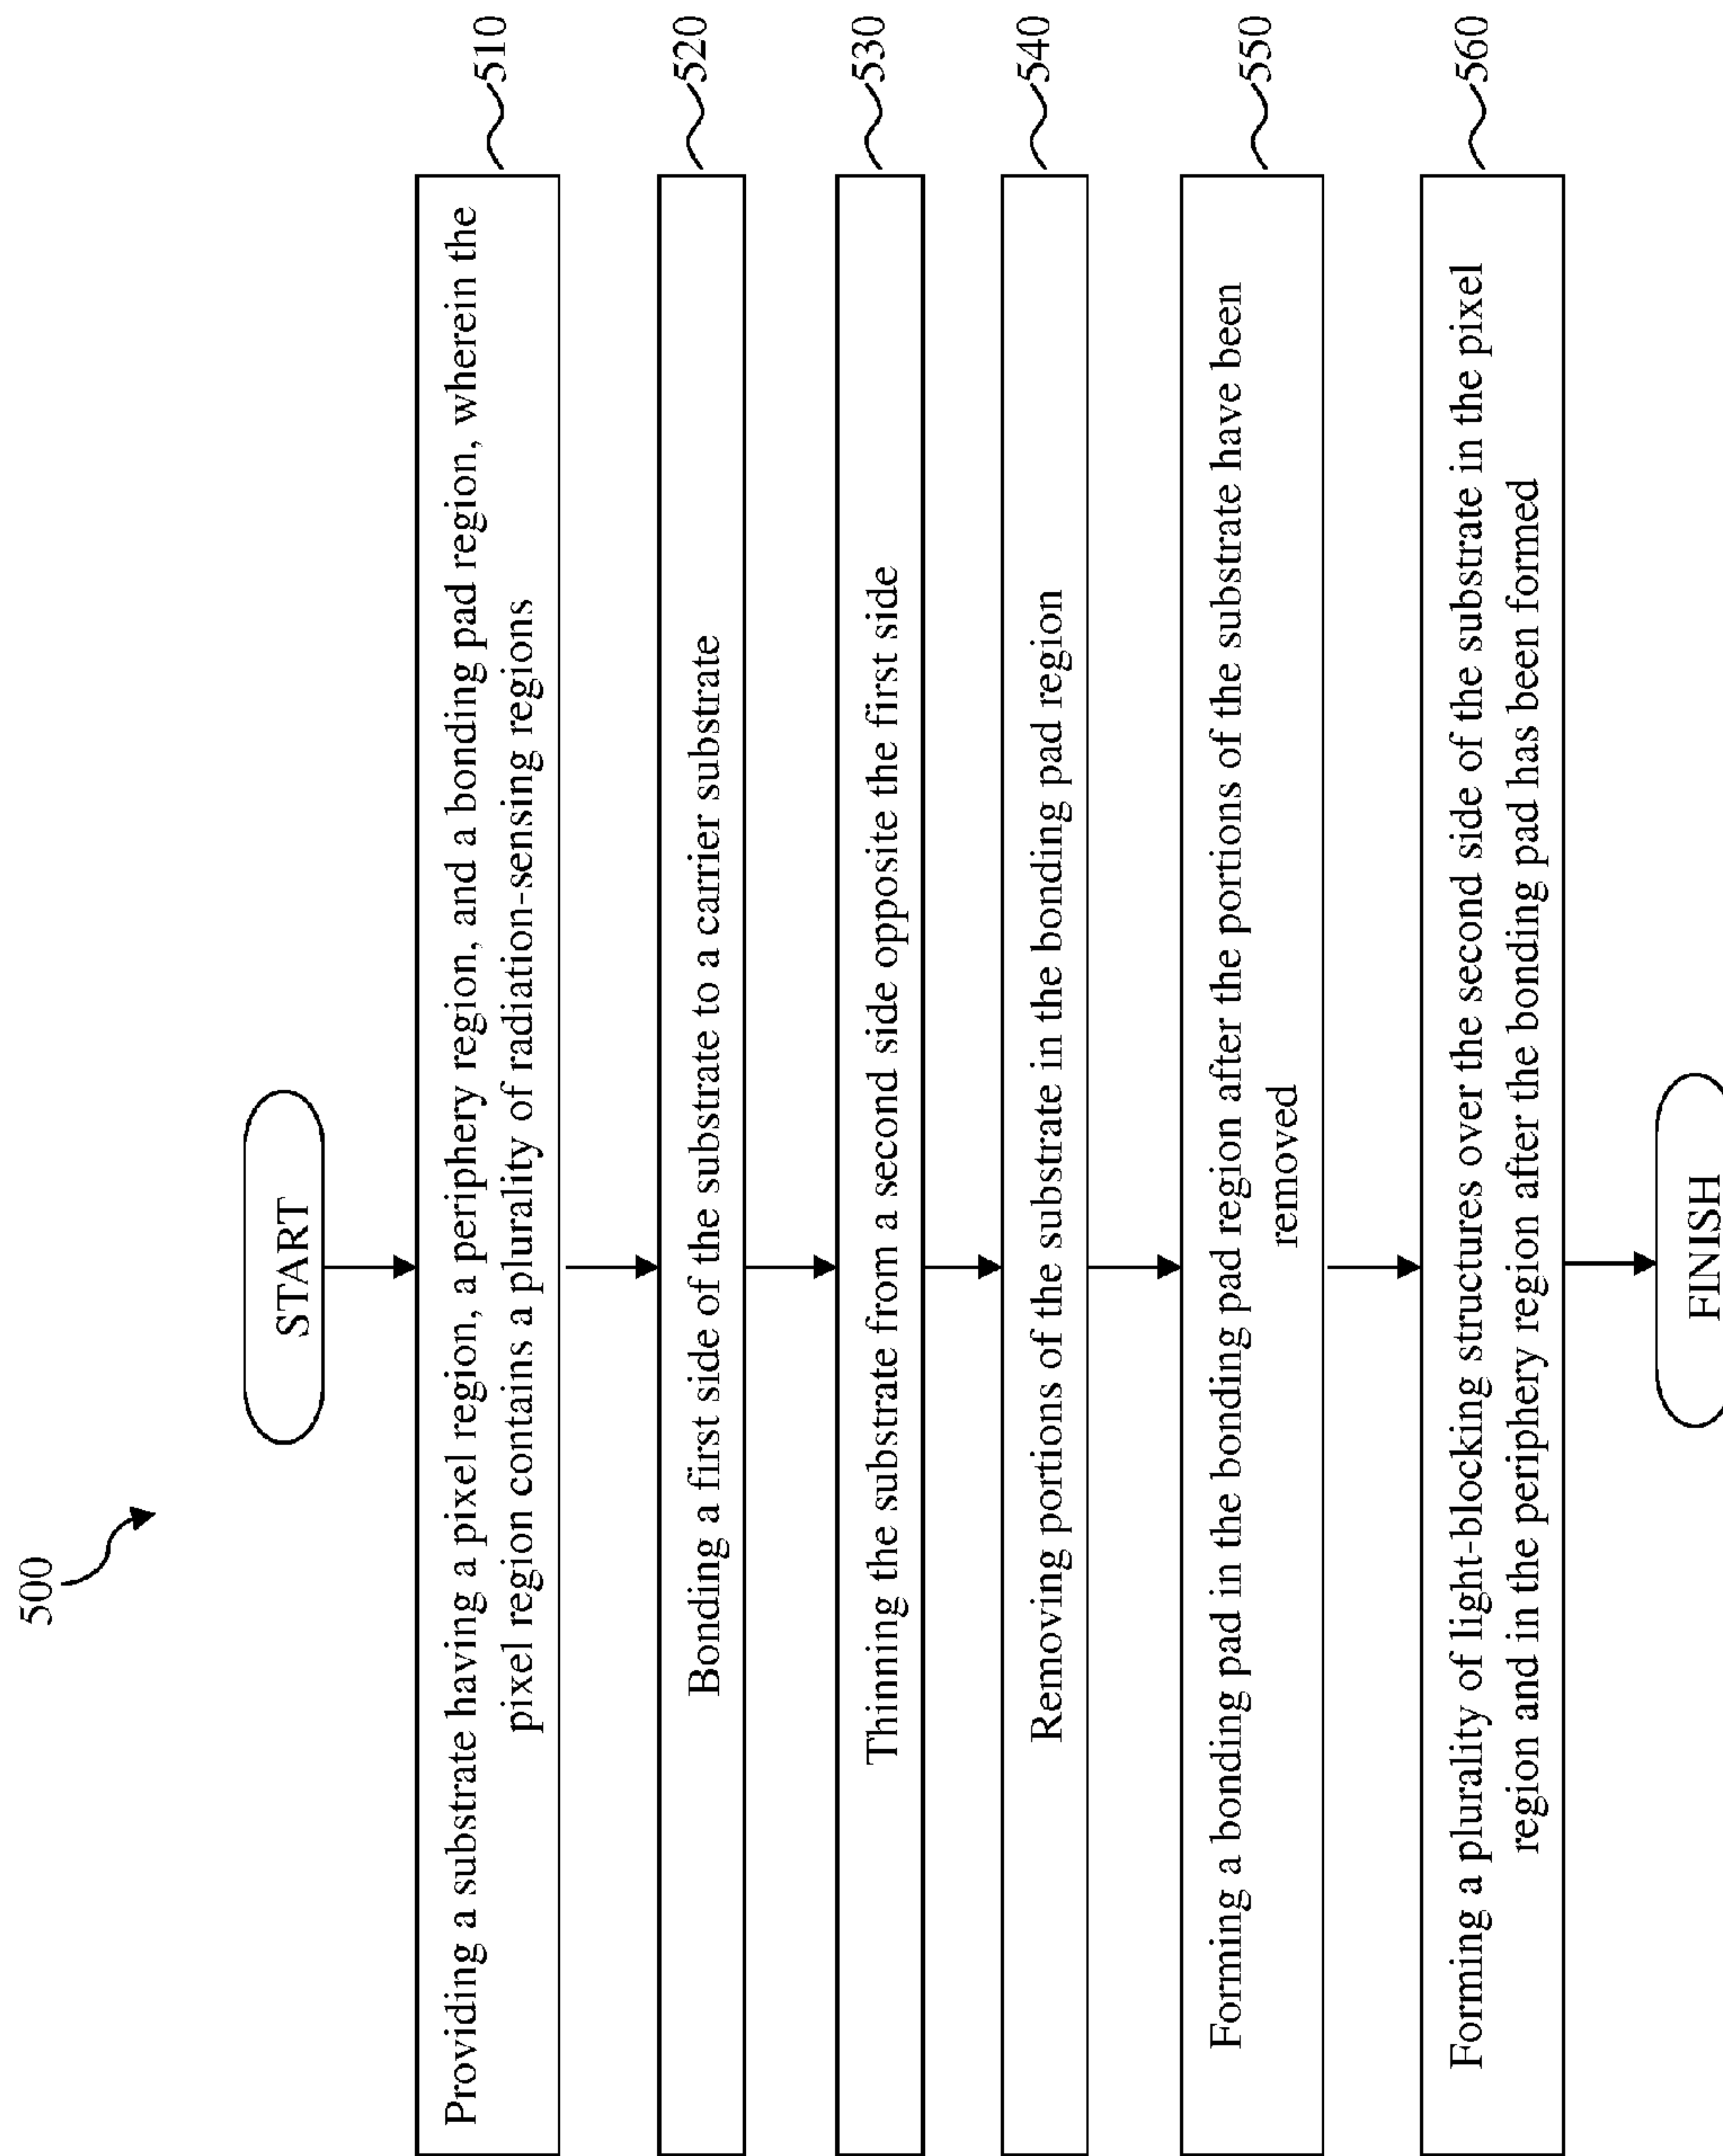 500
START
Providing a substrate having a pixel region, a periphery region, and a bonding pad region, wherein the
pixel region contains a plurality of radiation-sensing regions
510
Bonding a first side of the substrate to a carrier substrate
520
Thinning the substrate from a second side opposite the first side
530
Removing portions of the substrate in the bonding pad region
540
Forming a bonding pad in the bonding pad region after the portions of the substrate have been
removed
550
Forming a plurality of light-blocking structures over the second side of the substrate in the pixel
region and in the periphery region after the bonding pad has been formed
560
FINISH